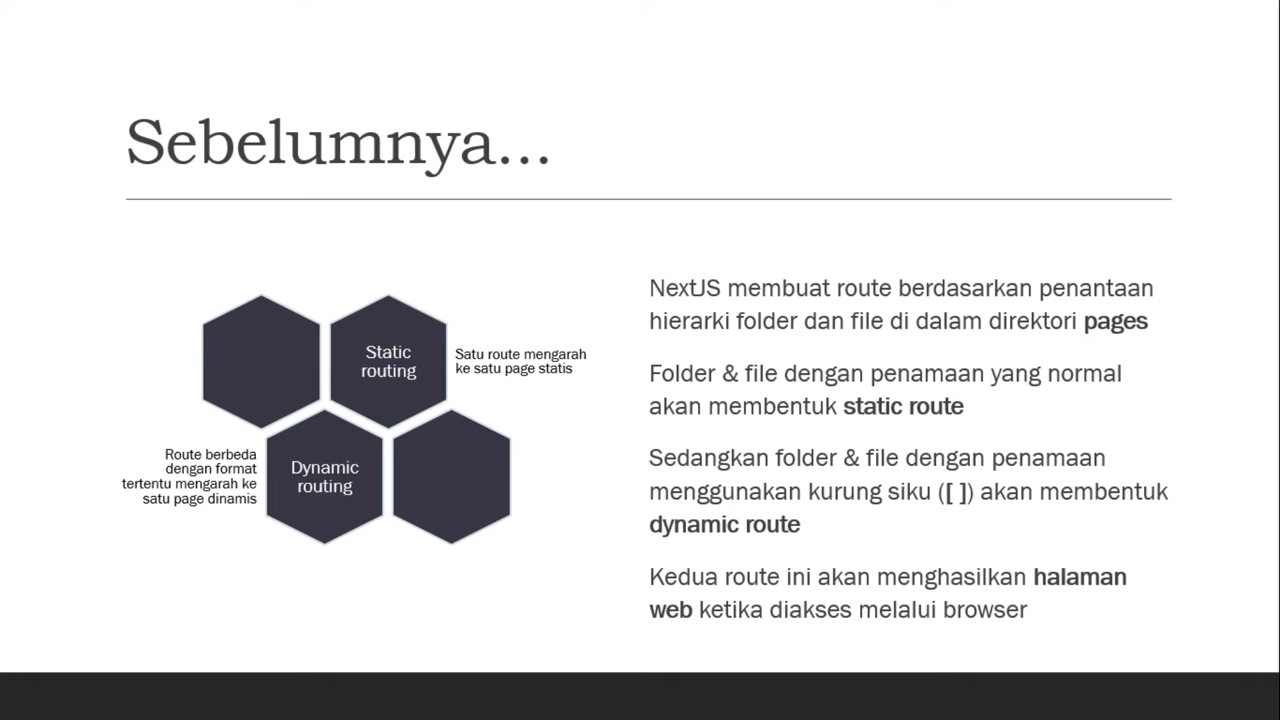 Sebelumnya...
Static
routing
Satu route mengarah
ke satu page statis
Route berbeda
dengan format
tertentu mengarah ke
satu page dinamis
Dynamic
routing
NextJS membuat route berdasarkan penantaan
hierarki folder dan file di dalam direktori pages
Folder & file dengan penamaan yang normal
akan membentuk static route
Sedangkan folder & file dengan penamaan
menggunakan kurung siku ([ ]) akan membentuk
dynamic route
Kedua route ini akan menghasilkan halaman
web ketika diakses melalui browser